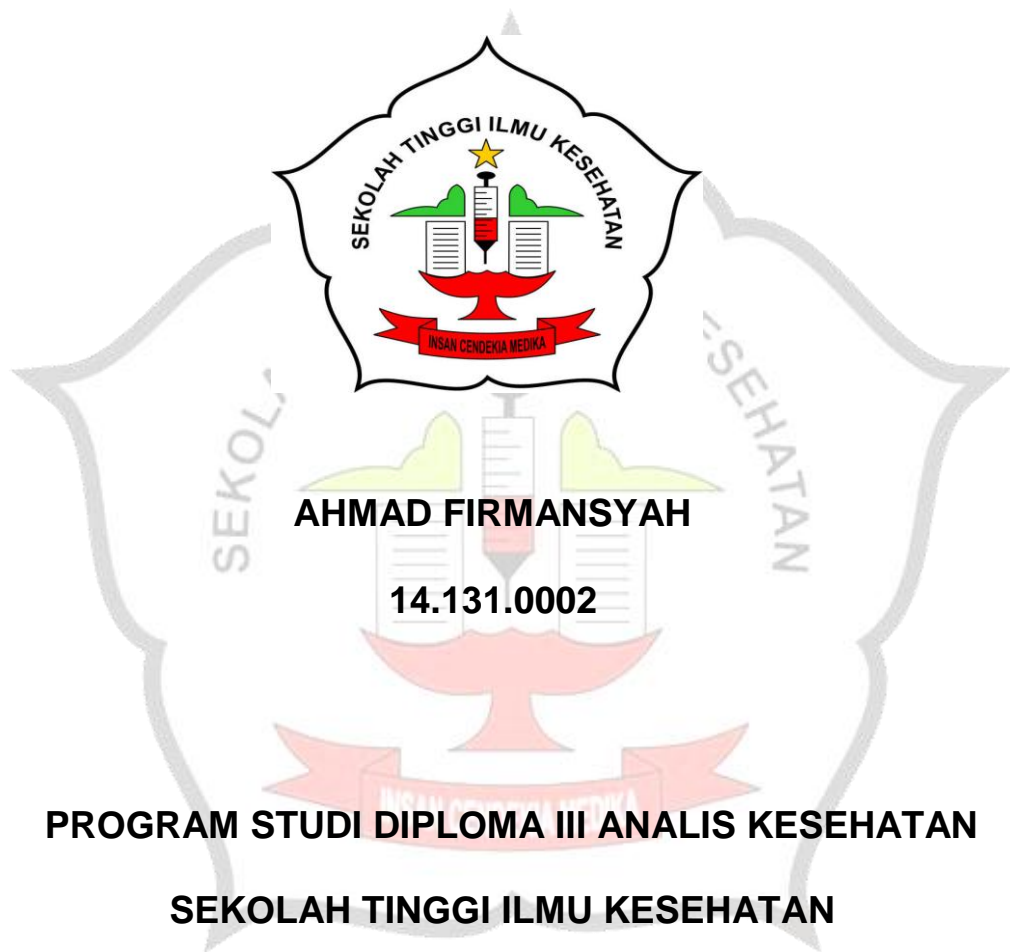 SEKOLAH TINGGI ILMU KESEHATAN
INSAN CENDEKIA MEDIKA
AHMAD FIRMANSYAH
14.131.0002
PROGRAM STUDI DIPLOMA III ANALIS KESEHATAN
SEKOLAH TINGGI ILMU KESEHATAN